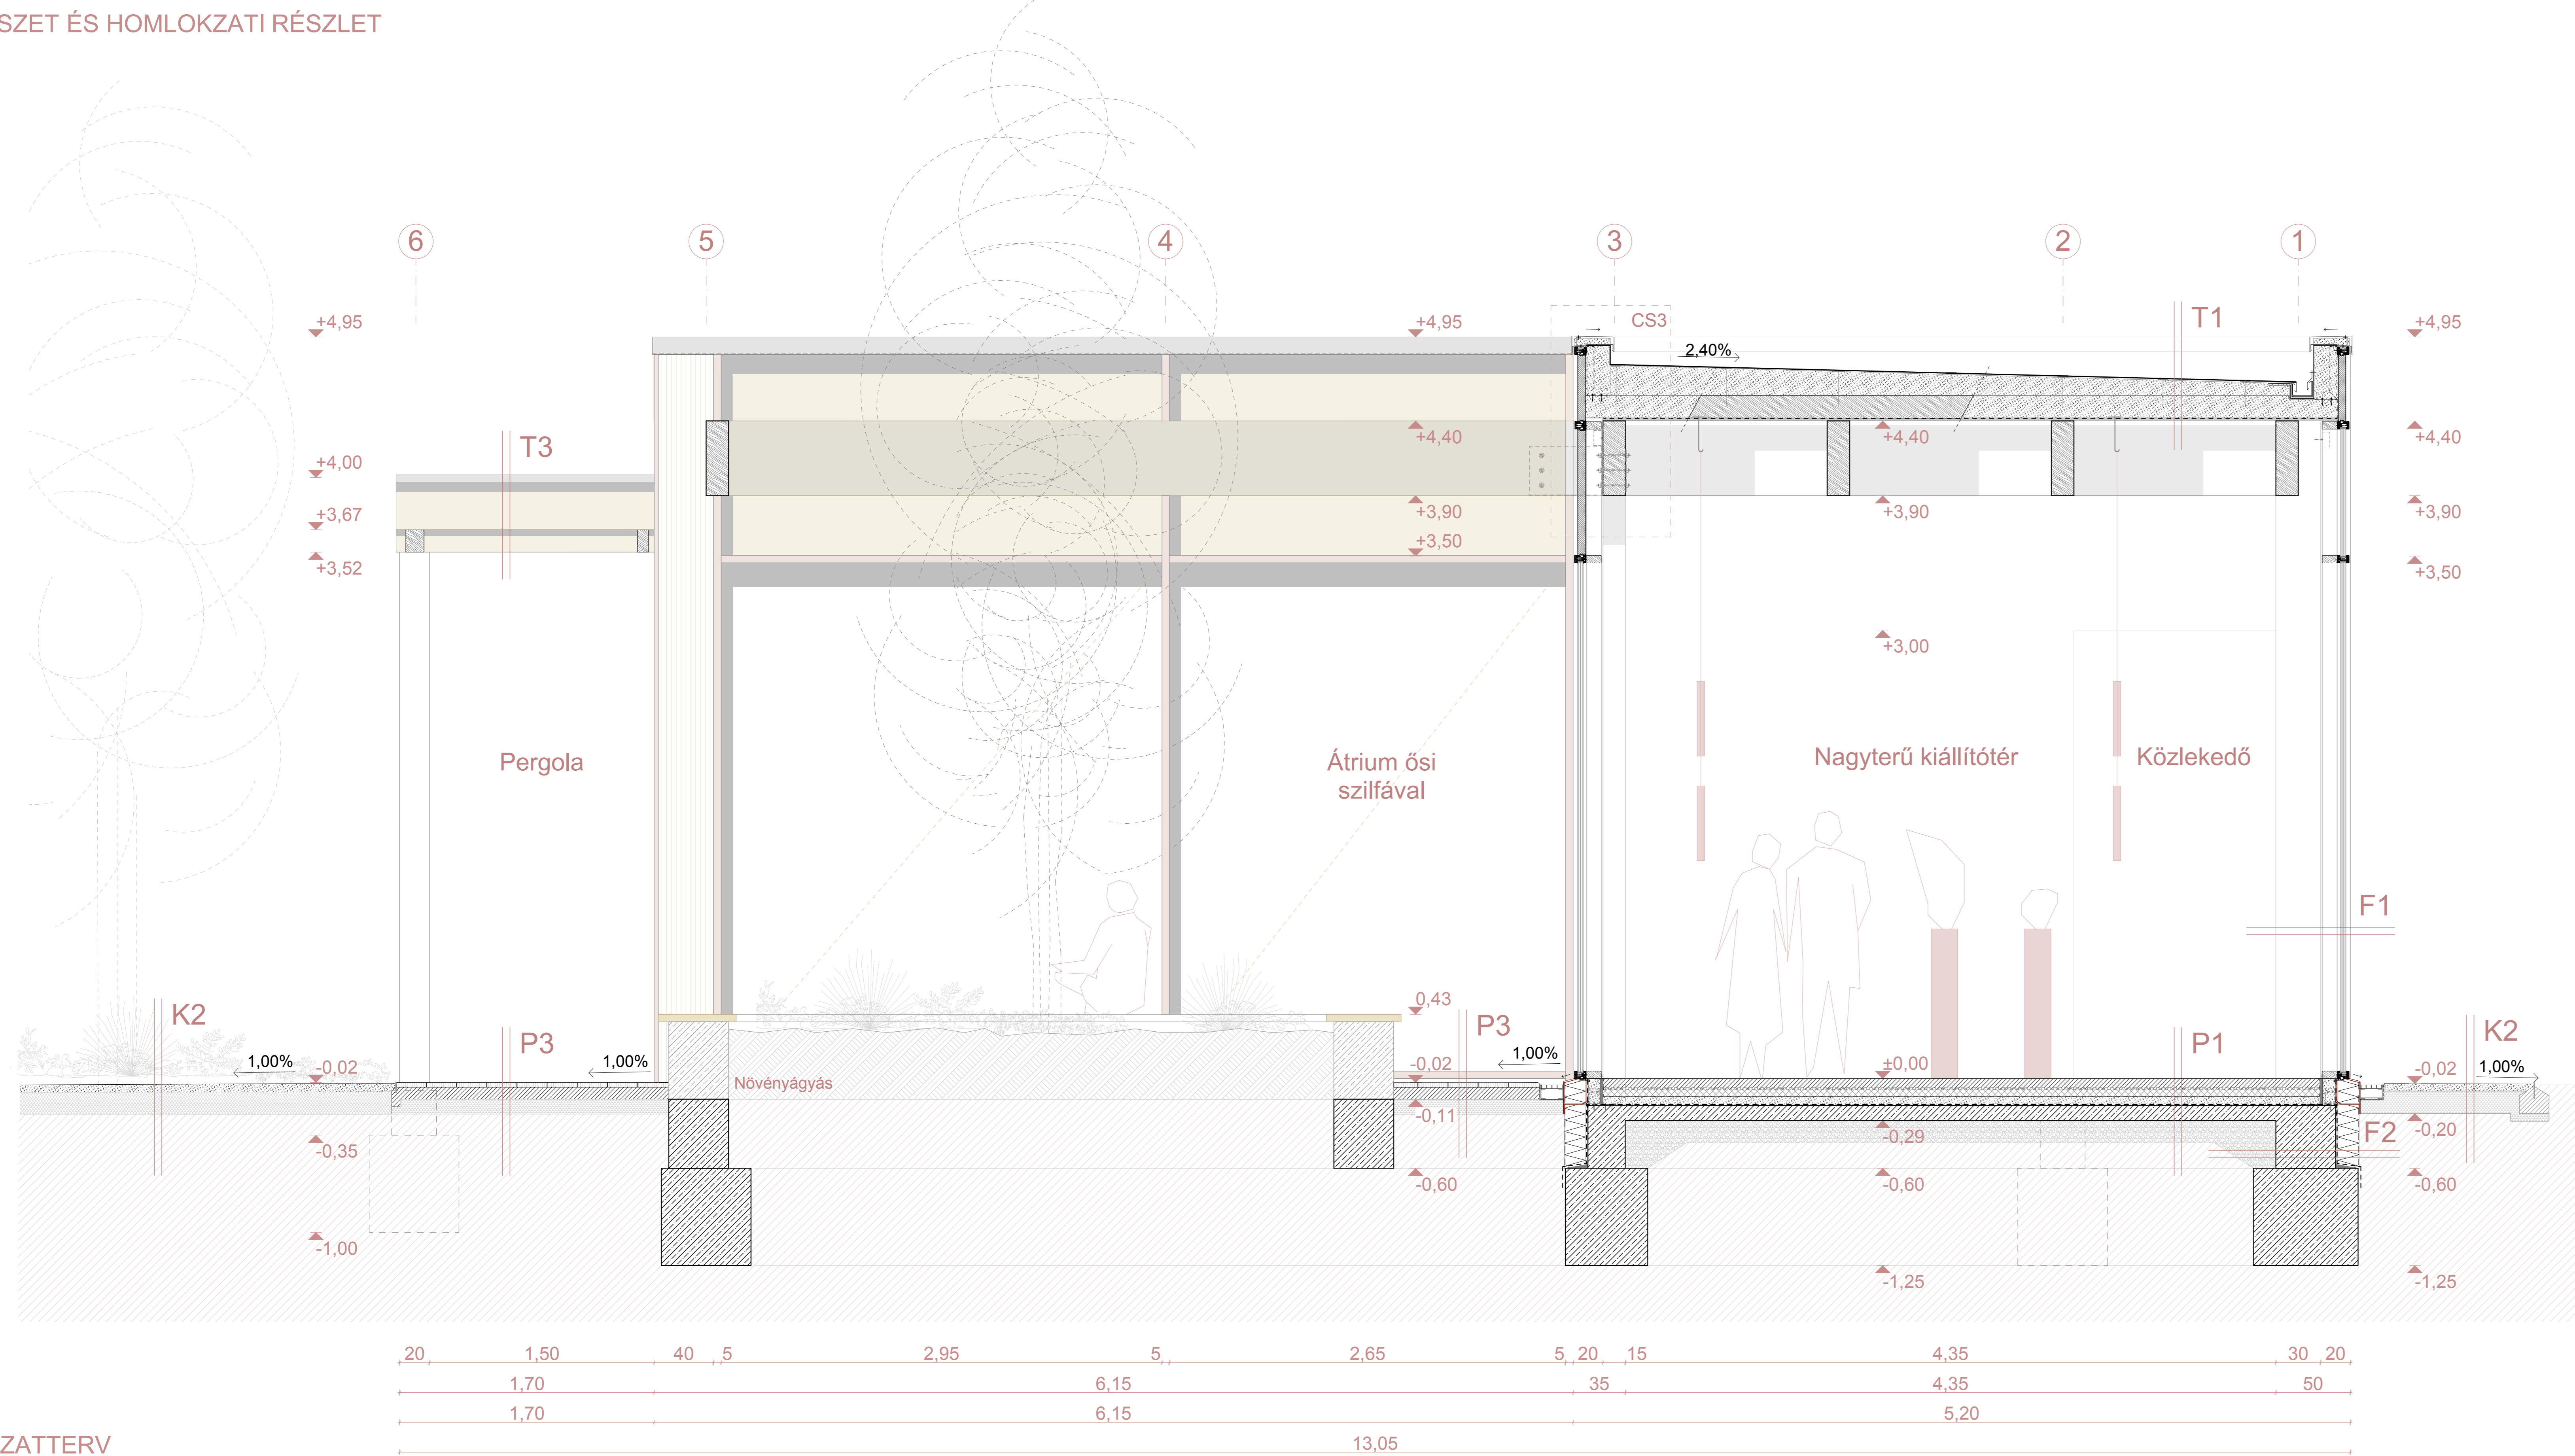 SZET ÉS HOMLOKZATI RÉSZLET
6
5
4
3
2
1
+4,95
+4,95
CS3
T1
+4,95
2,40%
T3
+4,40
+4,40
+4,40
+4,00
+3,67
+3,90
+3,90
+3,90
+3,50
+3,52
+3,50
+3,00
Pergola
Átrium ősi
szilfával
Nagyterű kiállítótér
Közlekedő
F1
0,43
K2
P3
P3
P1
K2
1,00%
-0,02
1,00%
-0,02
1,00%
±0,00
-0,02
1,00%
Növényágyás
-0,11
-0,35
-0,29
F2
-0,20
-0,60
-0,60
-0,60
-1,00
-1,25
-1,25
20 1,50 40 5 2,95 5 2,65 5 20 15 4,35 30 20
1,70 6,15 35 4,35 50
1,70 6,15 5,20
ZATTERV
13,05